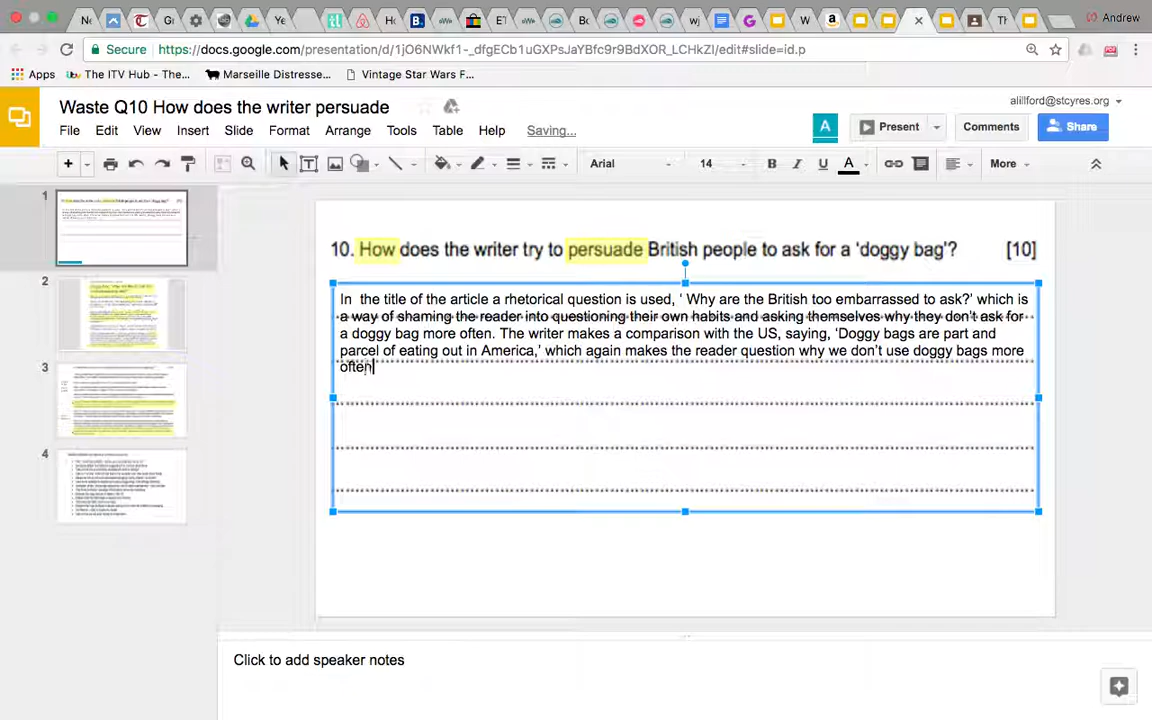 Andrew
Secure https://docs.google.com/presentation/d/1jO6NWkf1-_dfgECb1uGXPsJaYBfc9r9BdXOR_LCHkZI/edit#slide=id.p
Apps The ITV Hub - The... Marseille Distresse... Vintage Star Wars F...
Waste Q10 How does the writer persuade
alillford@stcyres.org
File Edit View Insert Slide Format Arrange Tools Table Help Saving...
A Present Comments Share
Arial 14 B I U A More
1
2
3
4
10. How does the writer try to persuade British people to ask for a 'doggy bag'? [10]
In the title of the article a rhetorical question is used, ' Why are the British too embarrassed to ask?' which is
a way of shaming the reader into questioning their own habits and asking themselves why they don't ask for
a doggy bag more often. The writer makes a comparison with the US, saying, 'Doggy bags are part and
parcel of eating out in America,' which again makes the reader question why we don't use doggy bags more
often
Click to add speaker notes